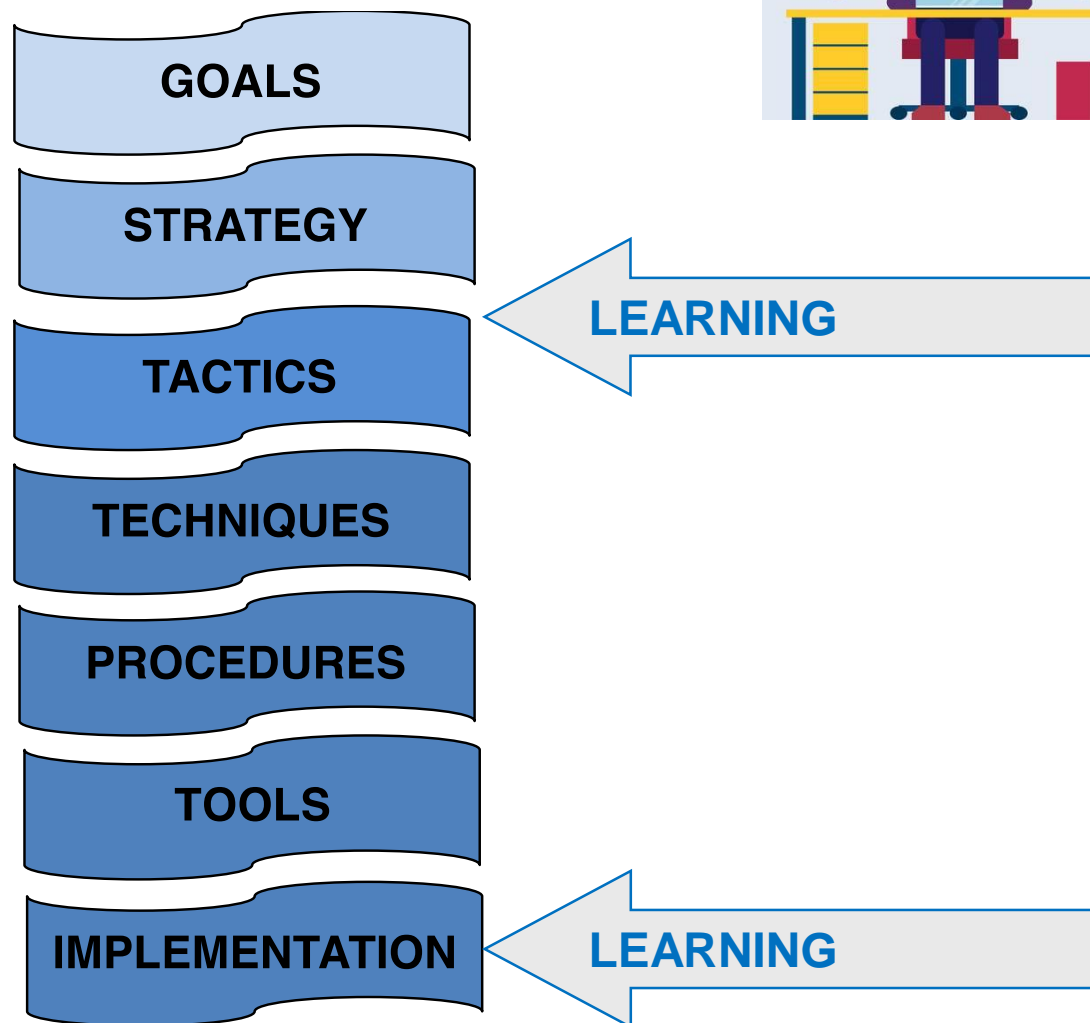 GOALS
STRATEGY
LEARNING
TACTICS
TECHNIQUES
PROCEDURES
TOOLS
IMPLEMENTATION
LEARNING